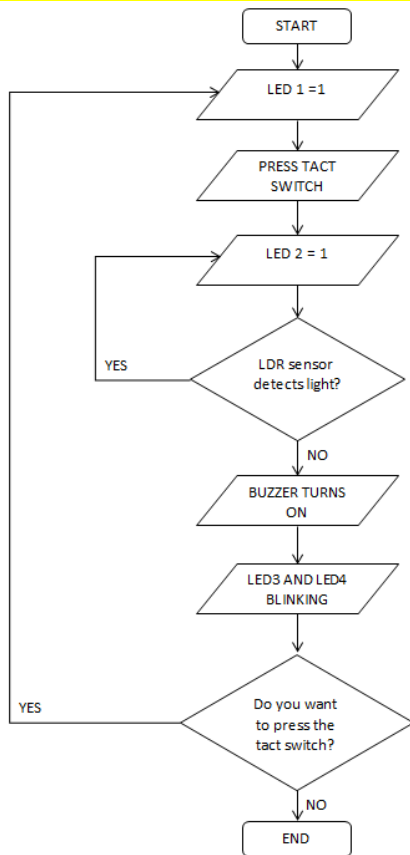 START
LED 1 =1
PRESS TACT
SWITCH
LED 2 = 1
YES
LDR sensor
detects light?
NO
BUZZER TURNS
ON
LED3 AND LED4
BLINKING
YES
Do you want
to press the
tact switch?
NO
END